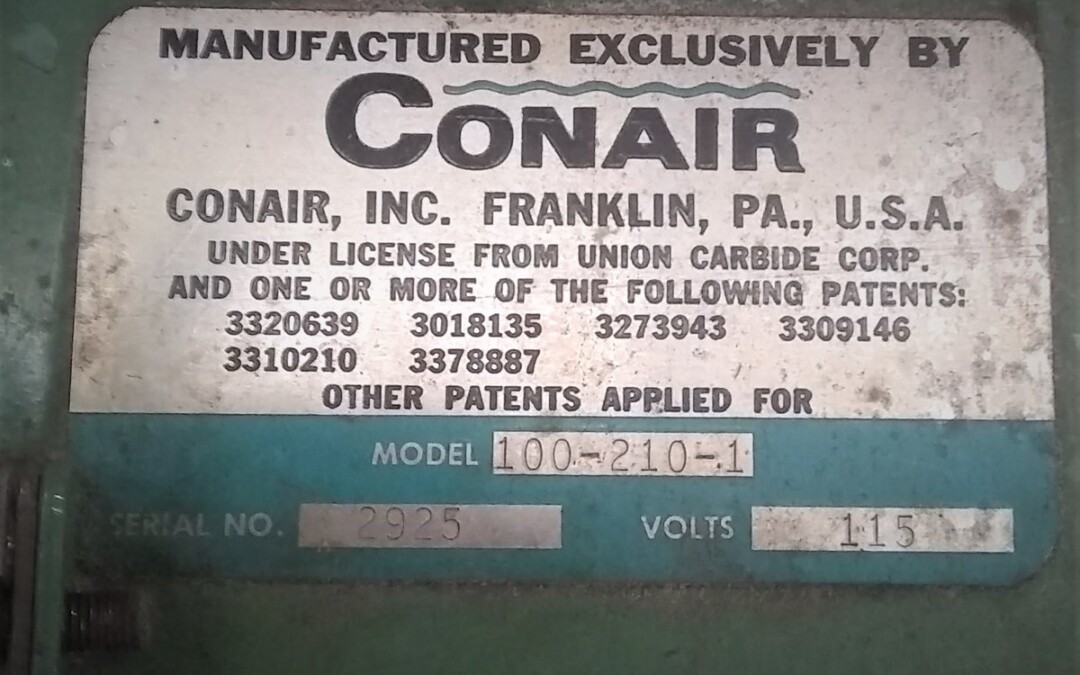 MANUFACTURED EXCLUSIVELY BY
CONAIR
CONAIR, INC. FRANKLIN, PA., U.S.A.
UNDER LICENSE FROM UNION CARBIDE CORP.
AND ONE OR MORE OF THE FOLLOWING PATENTS:
3320639 3018135 3273943 3309146
3310210 3378887
OTHER PATENTS APPLIED FOR
MODEL 100-210-1
SERIAL NO. 2925 VOLTS 115